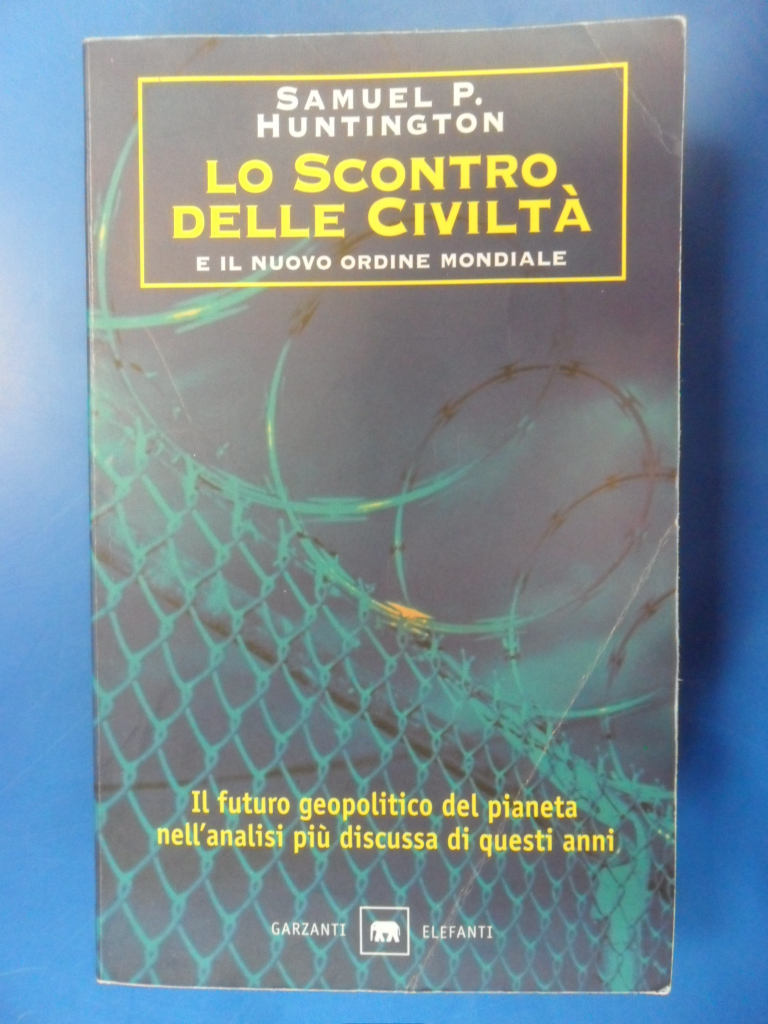 SAMUEL P.
HUNTINGTON
LO SCONTRO
DELLE CIVILTÀ
E IL NUOVO ORDINE MONDIALE
Il futuro geopolitico del pianeta
nell'analisi più discussa di questi anni
GARZANTI ELEFANTI